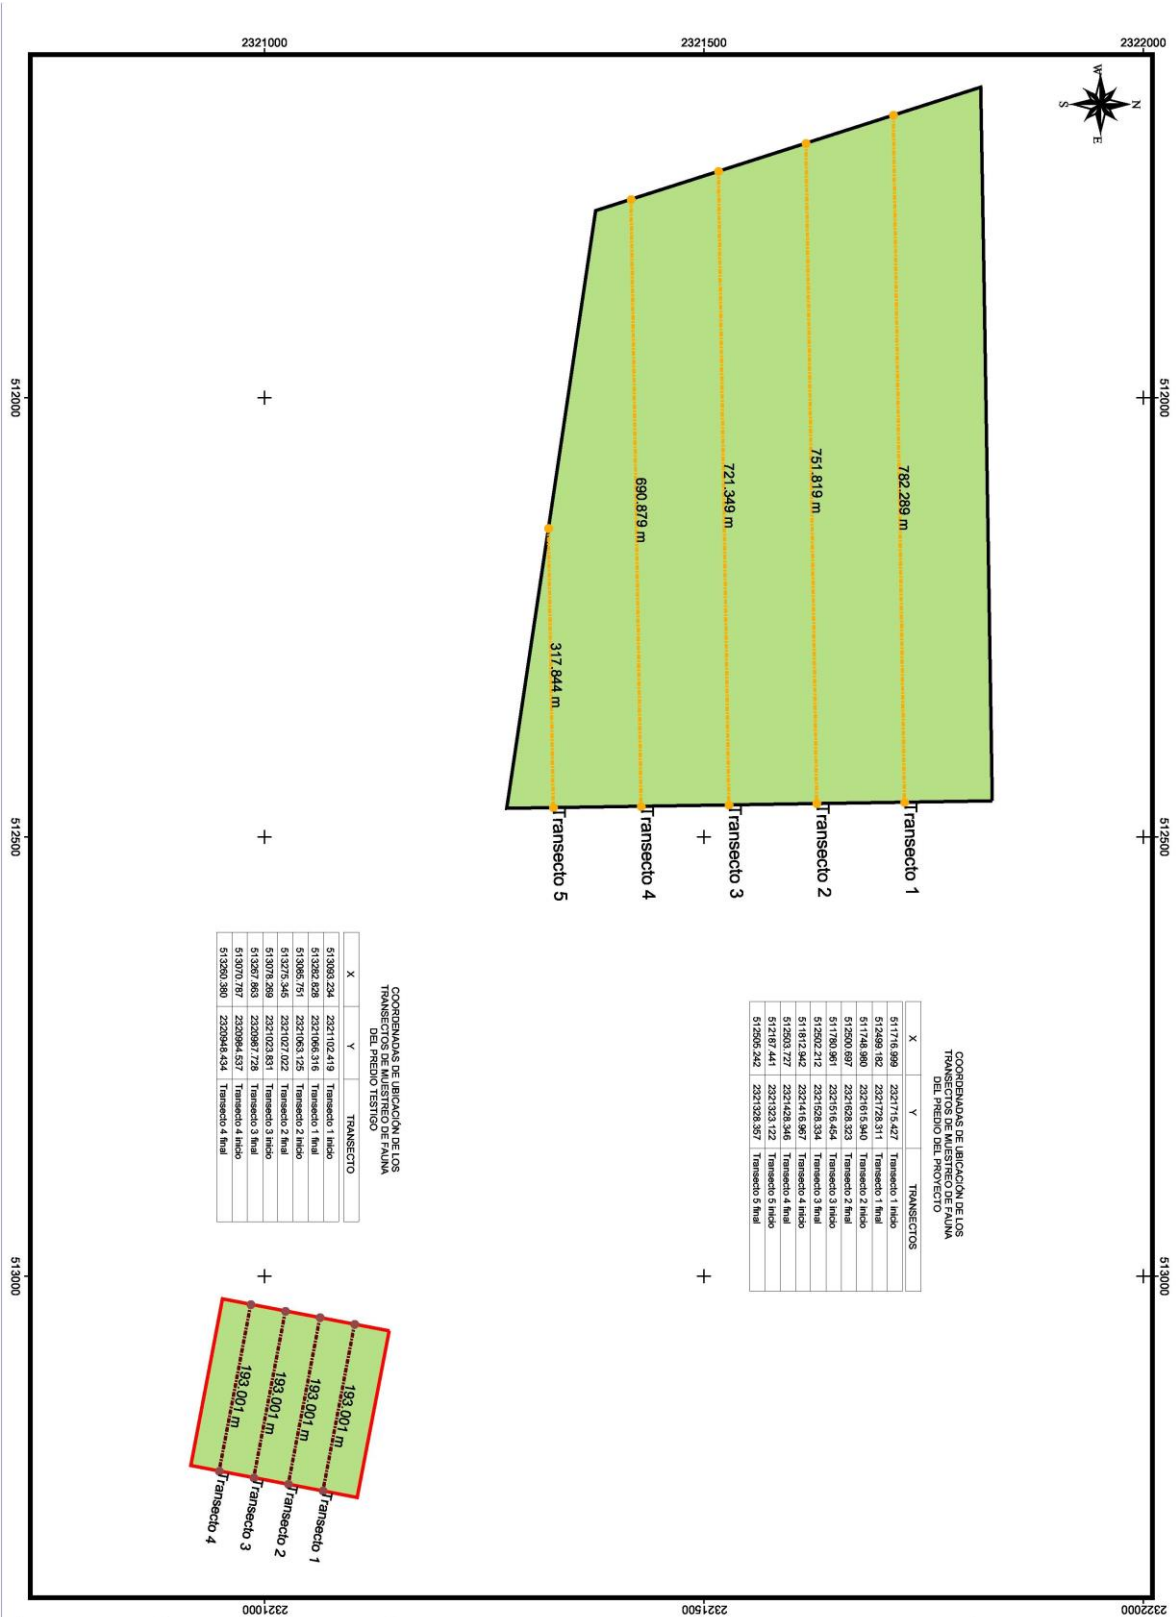 2321000
2321500
2322000
N
W
E
S
512000
512500
513000
512000
512500
513000
2321000
2321500
2322000
782.289 m
751.819 m
721.349 m
690.879 m
317.844 m
Transecto 1
Transecto 2
Transecto 3
Transecto 4
Transecto 5
COORDENADAS DE UBICACIÓN DE LOS
TRANSECTOS DE MUESTREO DE FAUNA
DEL PREDIO DEL PROYECTO
X Y TRANSECTOS
511716.999 2321715.427 Transecto 1 inicio
512499.182 2321728.311 Transecto 1 final
511748.980 2321615.940 Transecto 2 inicio
512500.697 2321628.323 Transecto 2 final
511780.961 2321516.454 Transecto 3 inicio
512502.212 2321528.334 Transecto 3 final
511812.942 2321416.967 Transecto 4 inicio
512503.727 2321428.346 Transecto 4 final
512187.441 2321323.122 Transecto 5 inicio
512505.242 2321328.357 Transecto 5 final
COORDENADAS DE UBICACIÓN DE LOS
TRANSECTOS DE MUESTREO DE FAUNA
DEL PREDIO TESTIGO
X Y TRANSECTO
513093.234 2321102.419 Transecto 1 inicio
513282.828 2321066.316 Transecto 1 final
513085.751 2321063.125 Transecto 2 inicio
513275.345 2321027.022 Transecto 2 final
513078.269 2321023.831 Transecto 3 inicio
513267.863 2320987.728 Transecto 3 final
513070.787 2320984.537 Transecto 4 inicio
513260.380 2320948.434 Transecto 4 final
193.001 m
193.001 m
193.001 m
193.001 m
Transecto 1
Transecto 2
Transecto 3
Transecto 4